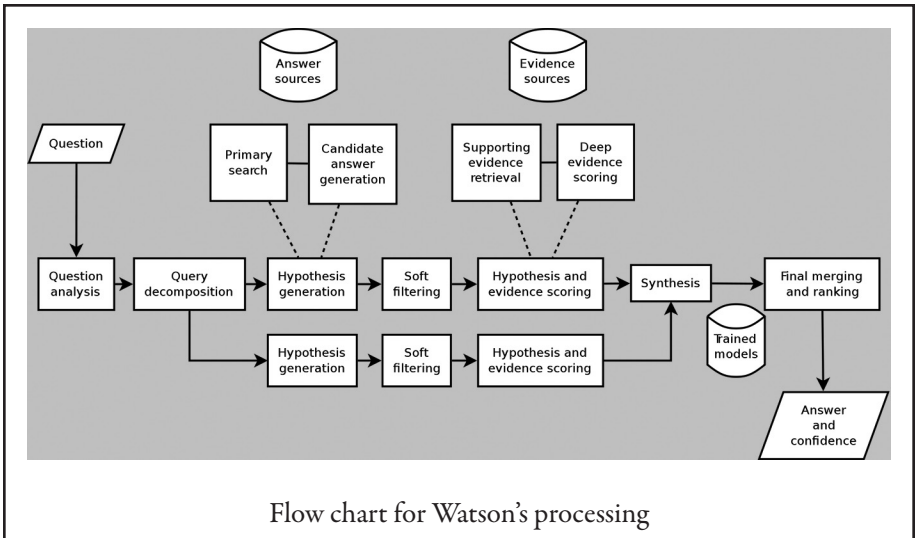 Answer
sources
Evidence
sources
Question
Primary
search
Candidate
answer
generation
Supporting
evidence
retrieval
Deep
evidence
scoring
Question
analysis
Query
decomposition
Hypothesis
generation
Soft
filtering
Hypothesis and
evidence scoring
Synthesis
Final merging
and ranking
Hypothesis
generation
Soft
filtering
Hypothesis and
evidence scoring
Trained
models
Answer
and
confidence
Flow chart for Watson’s processing